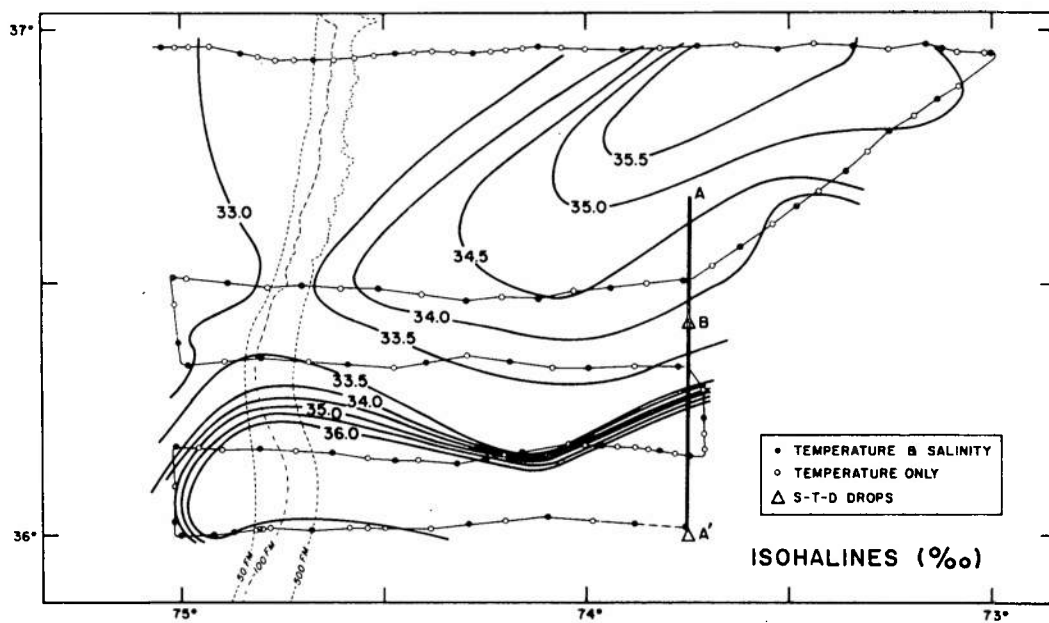 37°
35.5
33.0
35.0
A
34.5
34.0
B
33.5
33.5
34.0
35.0
36.0
• TEMPERATURE & SALINITY
○ TEMPERATURE ONLY
△ S-T-D DROPS
36°
A'
50 FM
100 FM
500 FM
ISOHALINES (‰)
75°
74°
73°